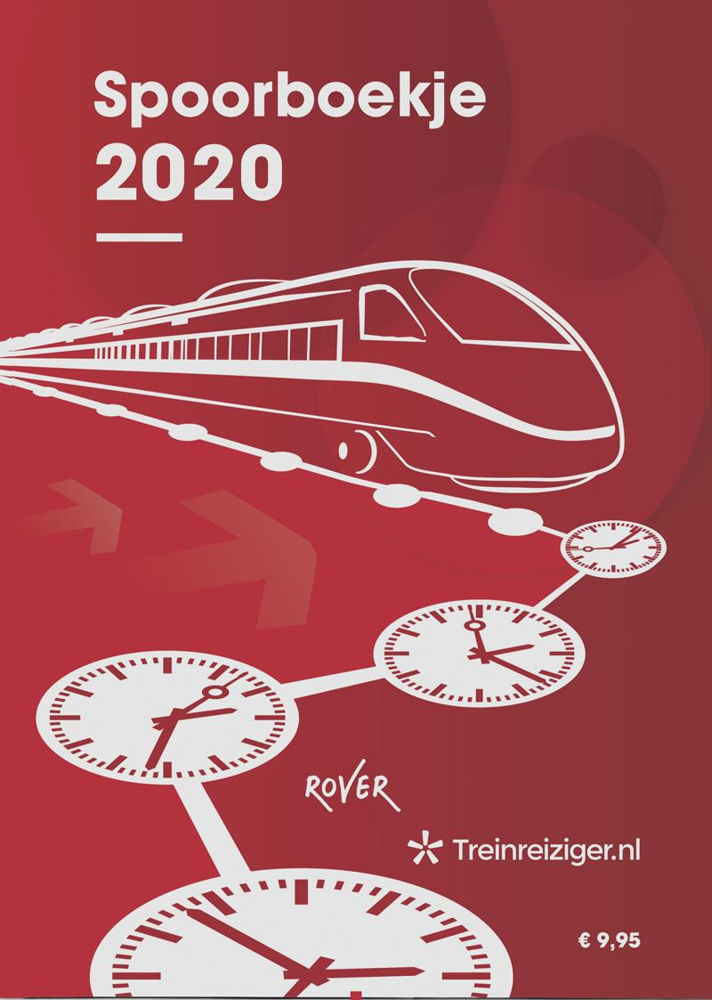 Spoorboekje
2020
ROVER
Treinreiziger.nl
€ 9,95